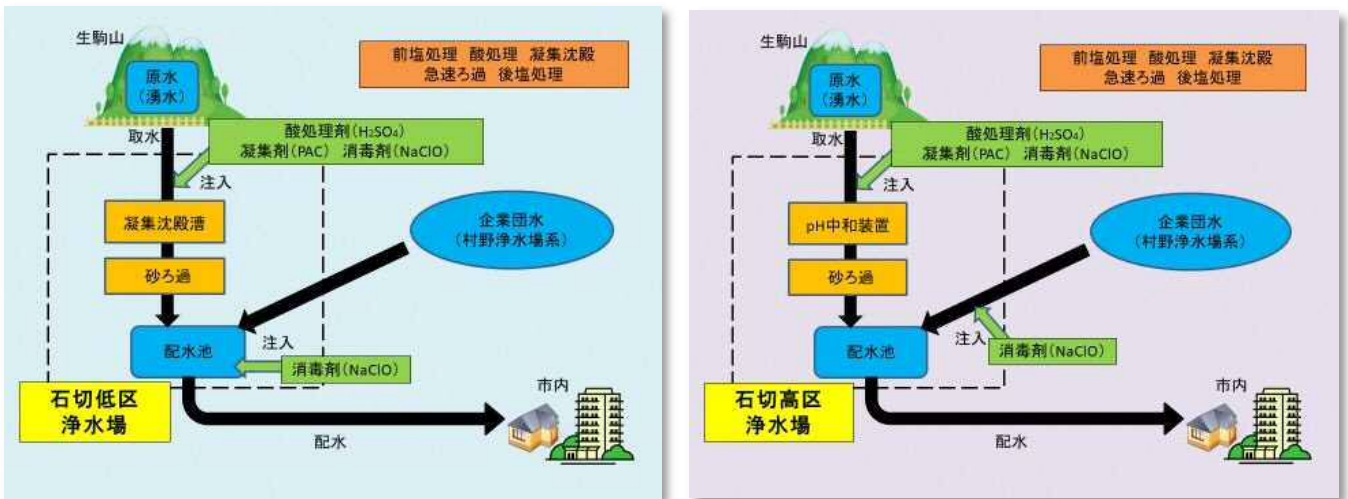 生駒山
前塩処理 酸処理 凝集沈殿
急速ろ過 後塩処理
原水
(湧水)
取水
酸処理剤(H₂SO₄)
凝集剤(PAC) 消毒剤(NaClO)
注入
凝集沈殿漕
企業団水
(村野浄水場系)
砂ろ過
配水池
注入
消毒剤(NaClO)
石切低区
浄水場
市内
配水
生駒山
前塩処理 酸処理 凝集沈殿
急速ろ過 後塩処理
原水
(湧水)
取水
酸処理剤(H₂SO₄)
凝集剤(PAC) 消毒剤(NaClO)
注入
pH中和装置
企業団水
(村野浄水場系)
砂ろ過
配水池
注入
消毒剤(NaClO)
石切高区
浄水場
市内
配水